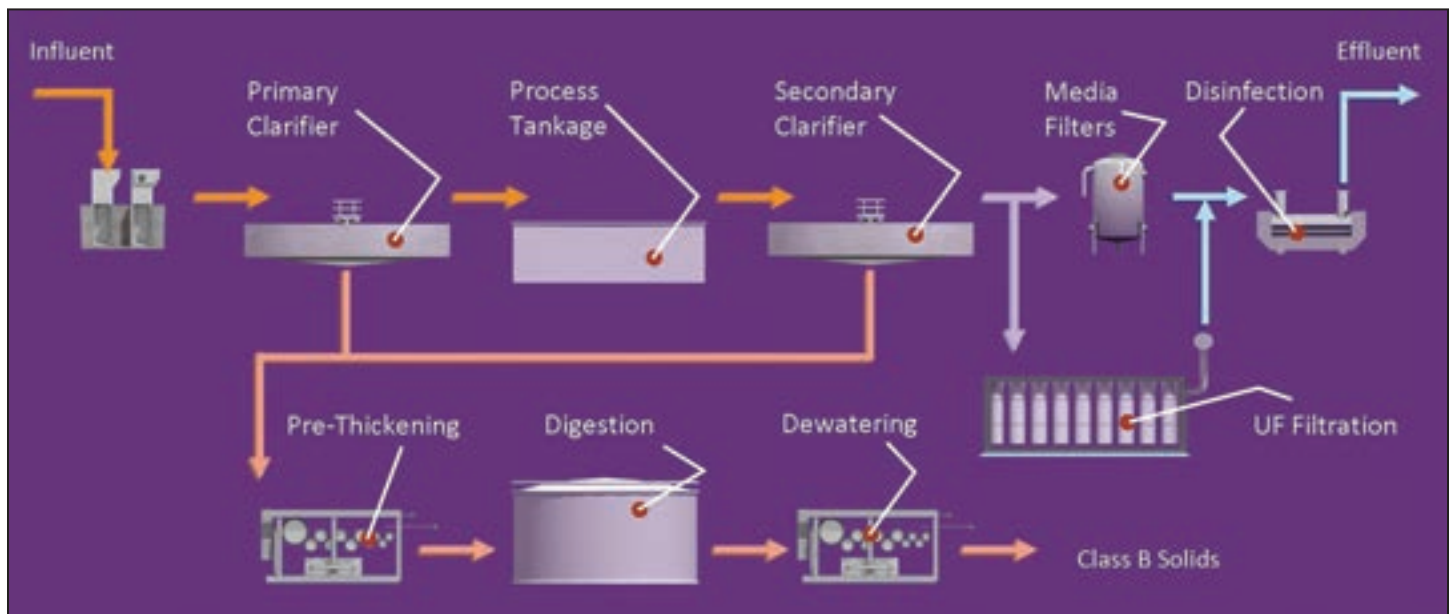 Influent
Effluent
Primary
Clarifier
Process
Tankage
Secondary
Clarifier
Media
Filters
Disinfection
Pre-Thickening
Digestion
Dewatering
UF Filtration
Class B Solids